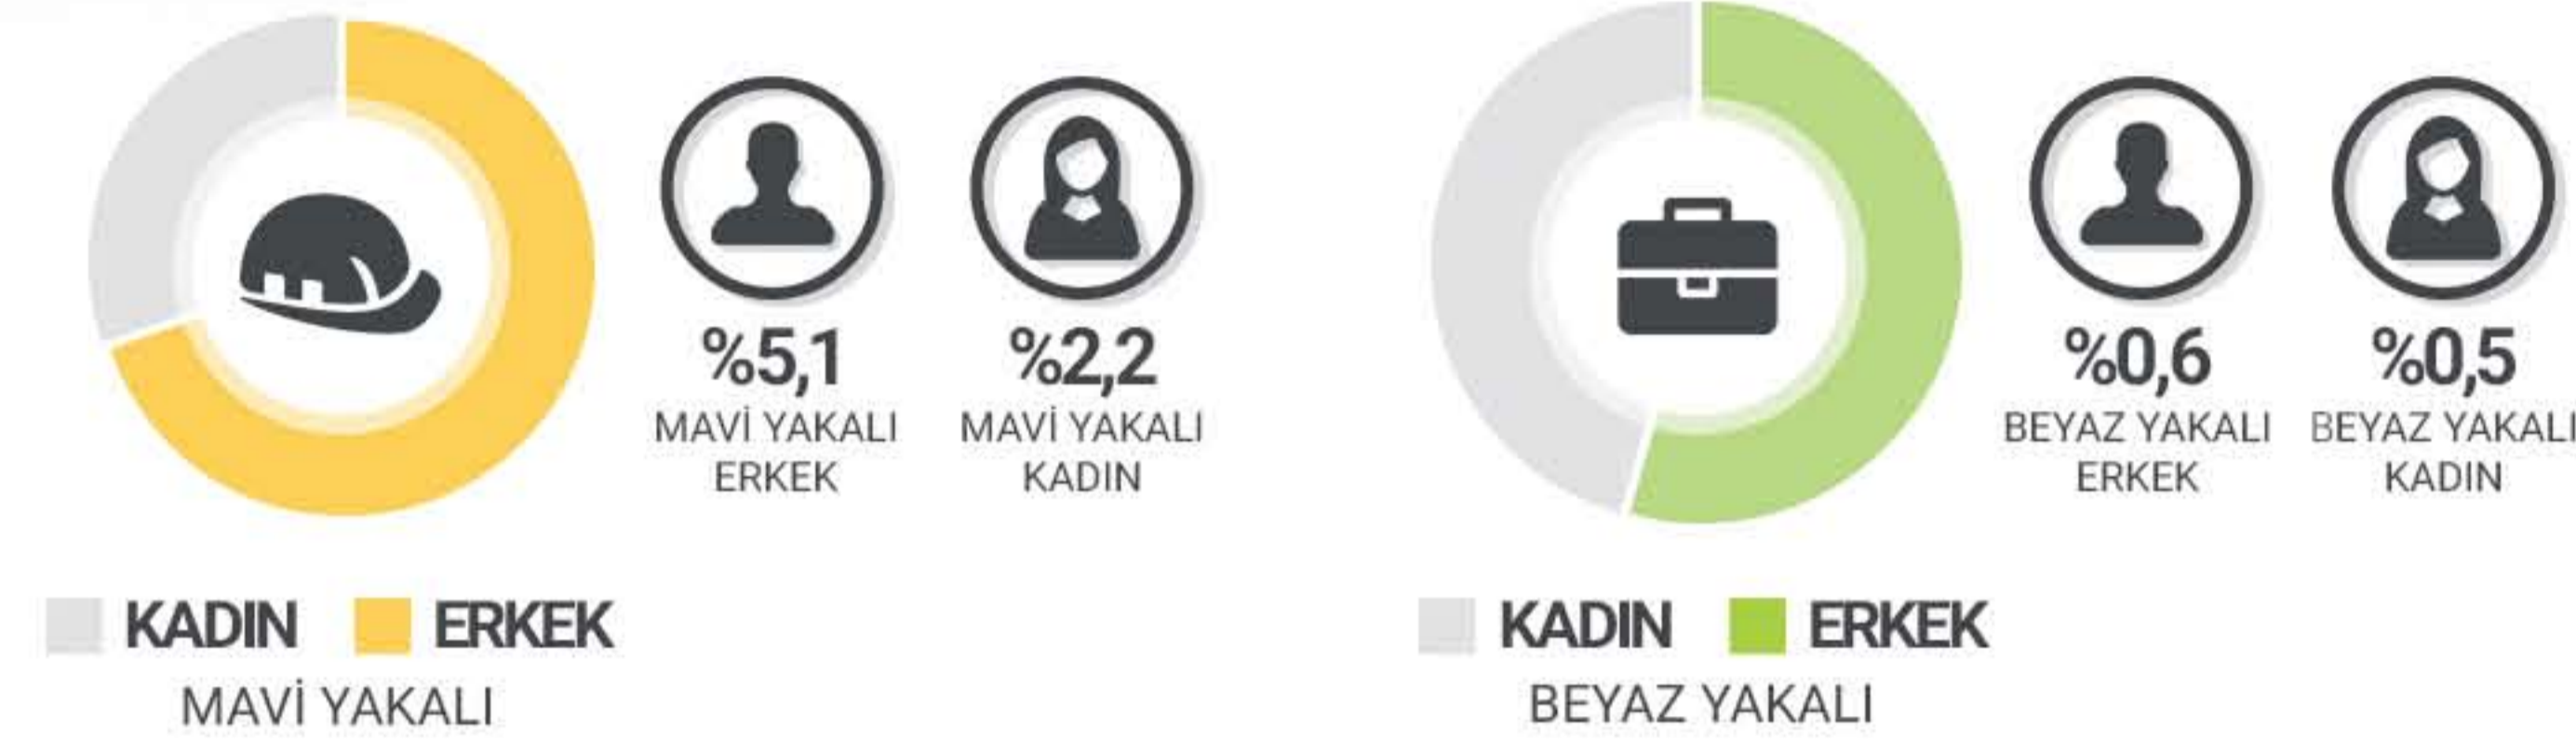 %5,1
MAVİ YAKALI
ERKEK
%2,2
MAVİ YAKALI
KADIN
KADIN
ERKEK
MAVİ YAKALI
%0,6
BEYAZ YAKALI
ERKEK
%0,5
BEYAZ YAKALI
KADIN
KADIN
ERKEK
BEYAZ YAKALI